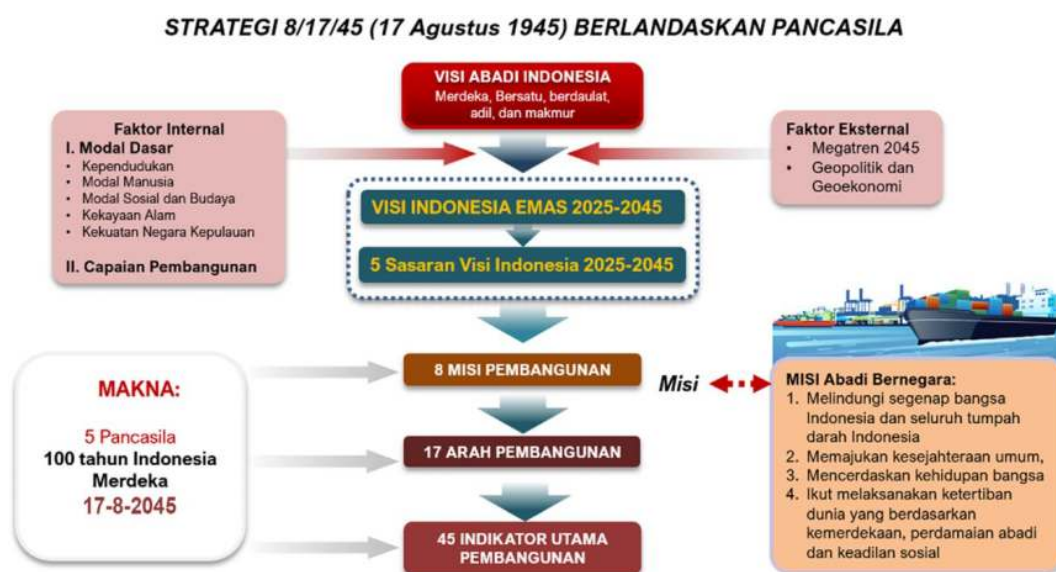 STRATEGI 8/17/45 (17 Agustus 1945) BERLANDASKAN PANCASILA
VISI ABADI INDONESIA
Merdeka, Bersatu, berdaulat,
adil, dan makmur
Faktor Internal
I. Modal Dasar
• Kependudukan
• Modal Manusia
• Modal Sosial dan Budaya
• Kekayaan Alam
• Kekuatan Negara Kepulauan
II. Capaian Pembangunan
Faktor Eksternal
• Megatren 2045
• Geopolitik dan
Geoekonomi
VISI INDONESIA EMAS 2025-2045
5 Sasaran Visi Indonesia 2025-2045
8 MISI PEMBANGUNAN
Misi
MAKNA:
5 Pancasila
100 tahun Indonesia
Merdeka
17-8-2045
17 ARAH PEMBANGUNAN
45 INDIKATOR UTAMA
PEMBANGUNAN
MISI Abadi Bernegara:
1. Melindungi segenap bangsa
Indonesia dan seluruh tumpah
darah Indonesia
2. Memajukan kesejahteraan umum,
3. Mencerdaskan kehidupan bangsa
4. Ikut melaksanakan ketertiban
dunia yang berdasarkan
kemerdekaan, perdamaian abadi
dan keadilan sosial